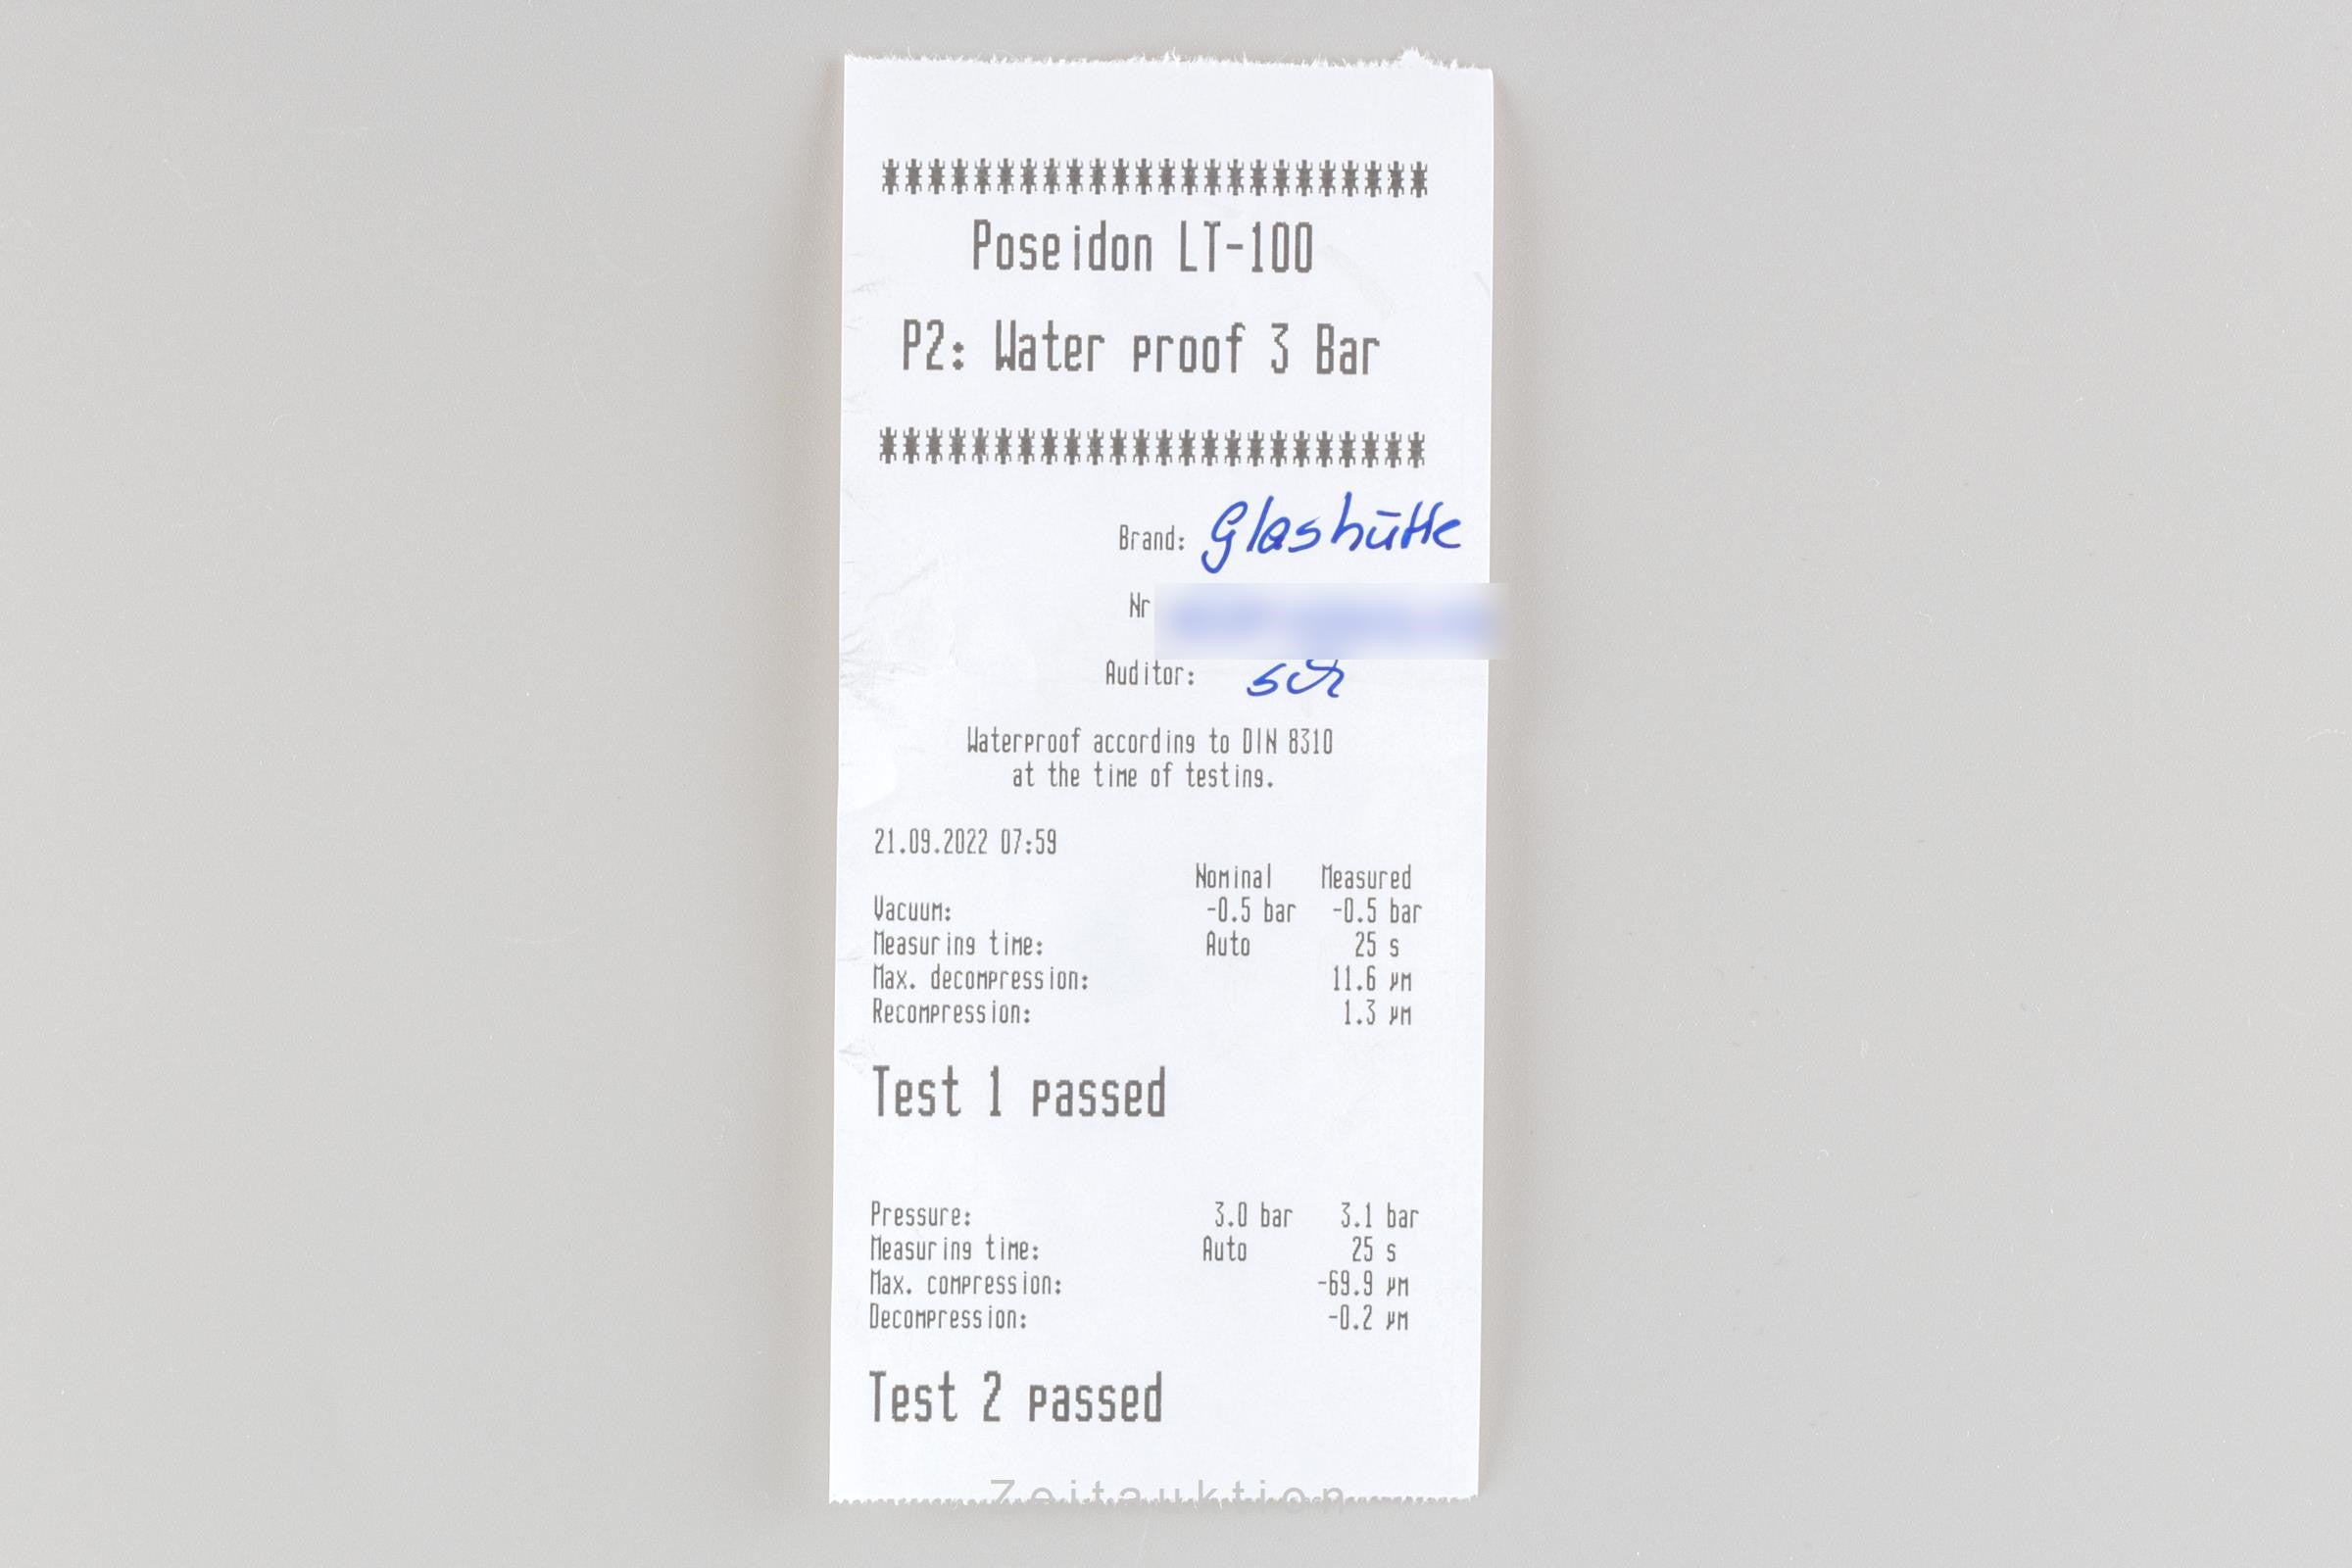 ************************
Poseidon LT-100
P2: Water proof 3 Bar
************************
Brand: Glashütte
Nr
Auditor:
Waterproof according to DIN 8310
at the time of testing.
21.09.2022 07:59
Nominal Measured
Vacuum: -0.5 bar -0.5 bar
Measuring time: Auto 25 s
Max. decompression: 11.6 µm
Recompression: 1.3 µm
Test 1 passed
Pressure: 3.0 bar 3.1 bar
Measuring time: Auto 25 s
Max. compression: -69.9 µm
Decompression: -0.2 µm
Test 2 passed
Zeitauktion